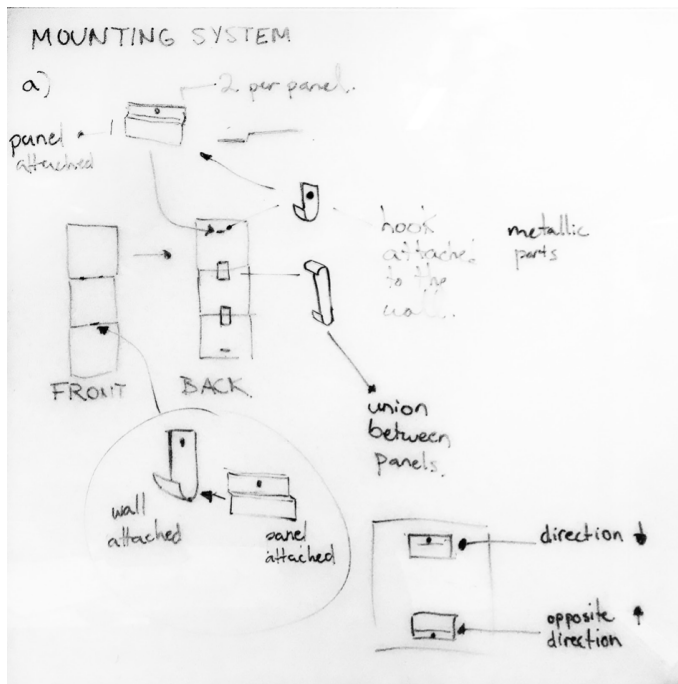 MOUNTING SYSTEM
a)
2 per panel.
panel
attached
hook
attached
to the
wall.
metallic
parts
FRONT
BACK.
union
between
panels.
wall
attached
panel
attached
direction ↓
opposite ↑
direction